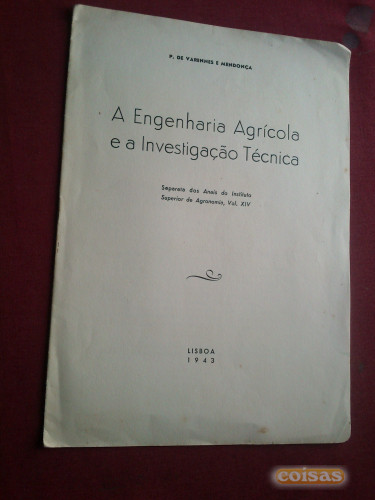 P. DE VARENNES E MENDONÇA
A Engenharia Agrícola
e a Investigação Técnica
Separata dos Anais do Instituto
Superior de Agronomia, Vol. XIV
LISBOA
1943
coisas